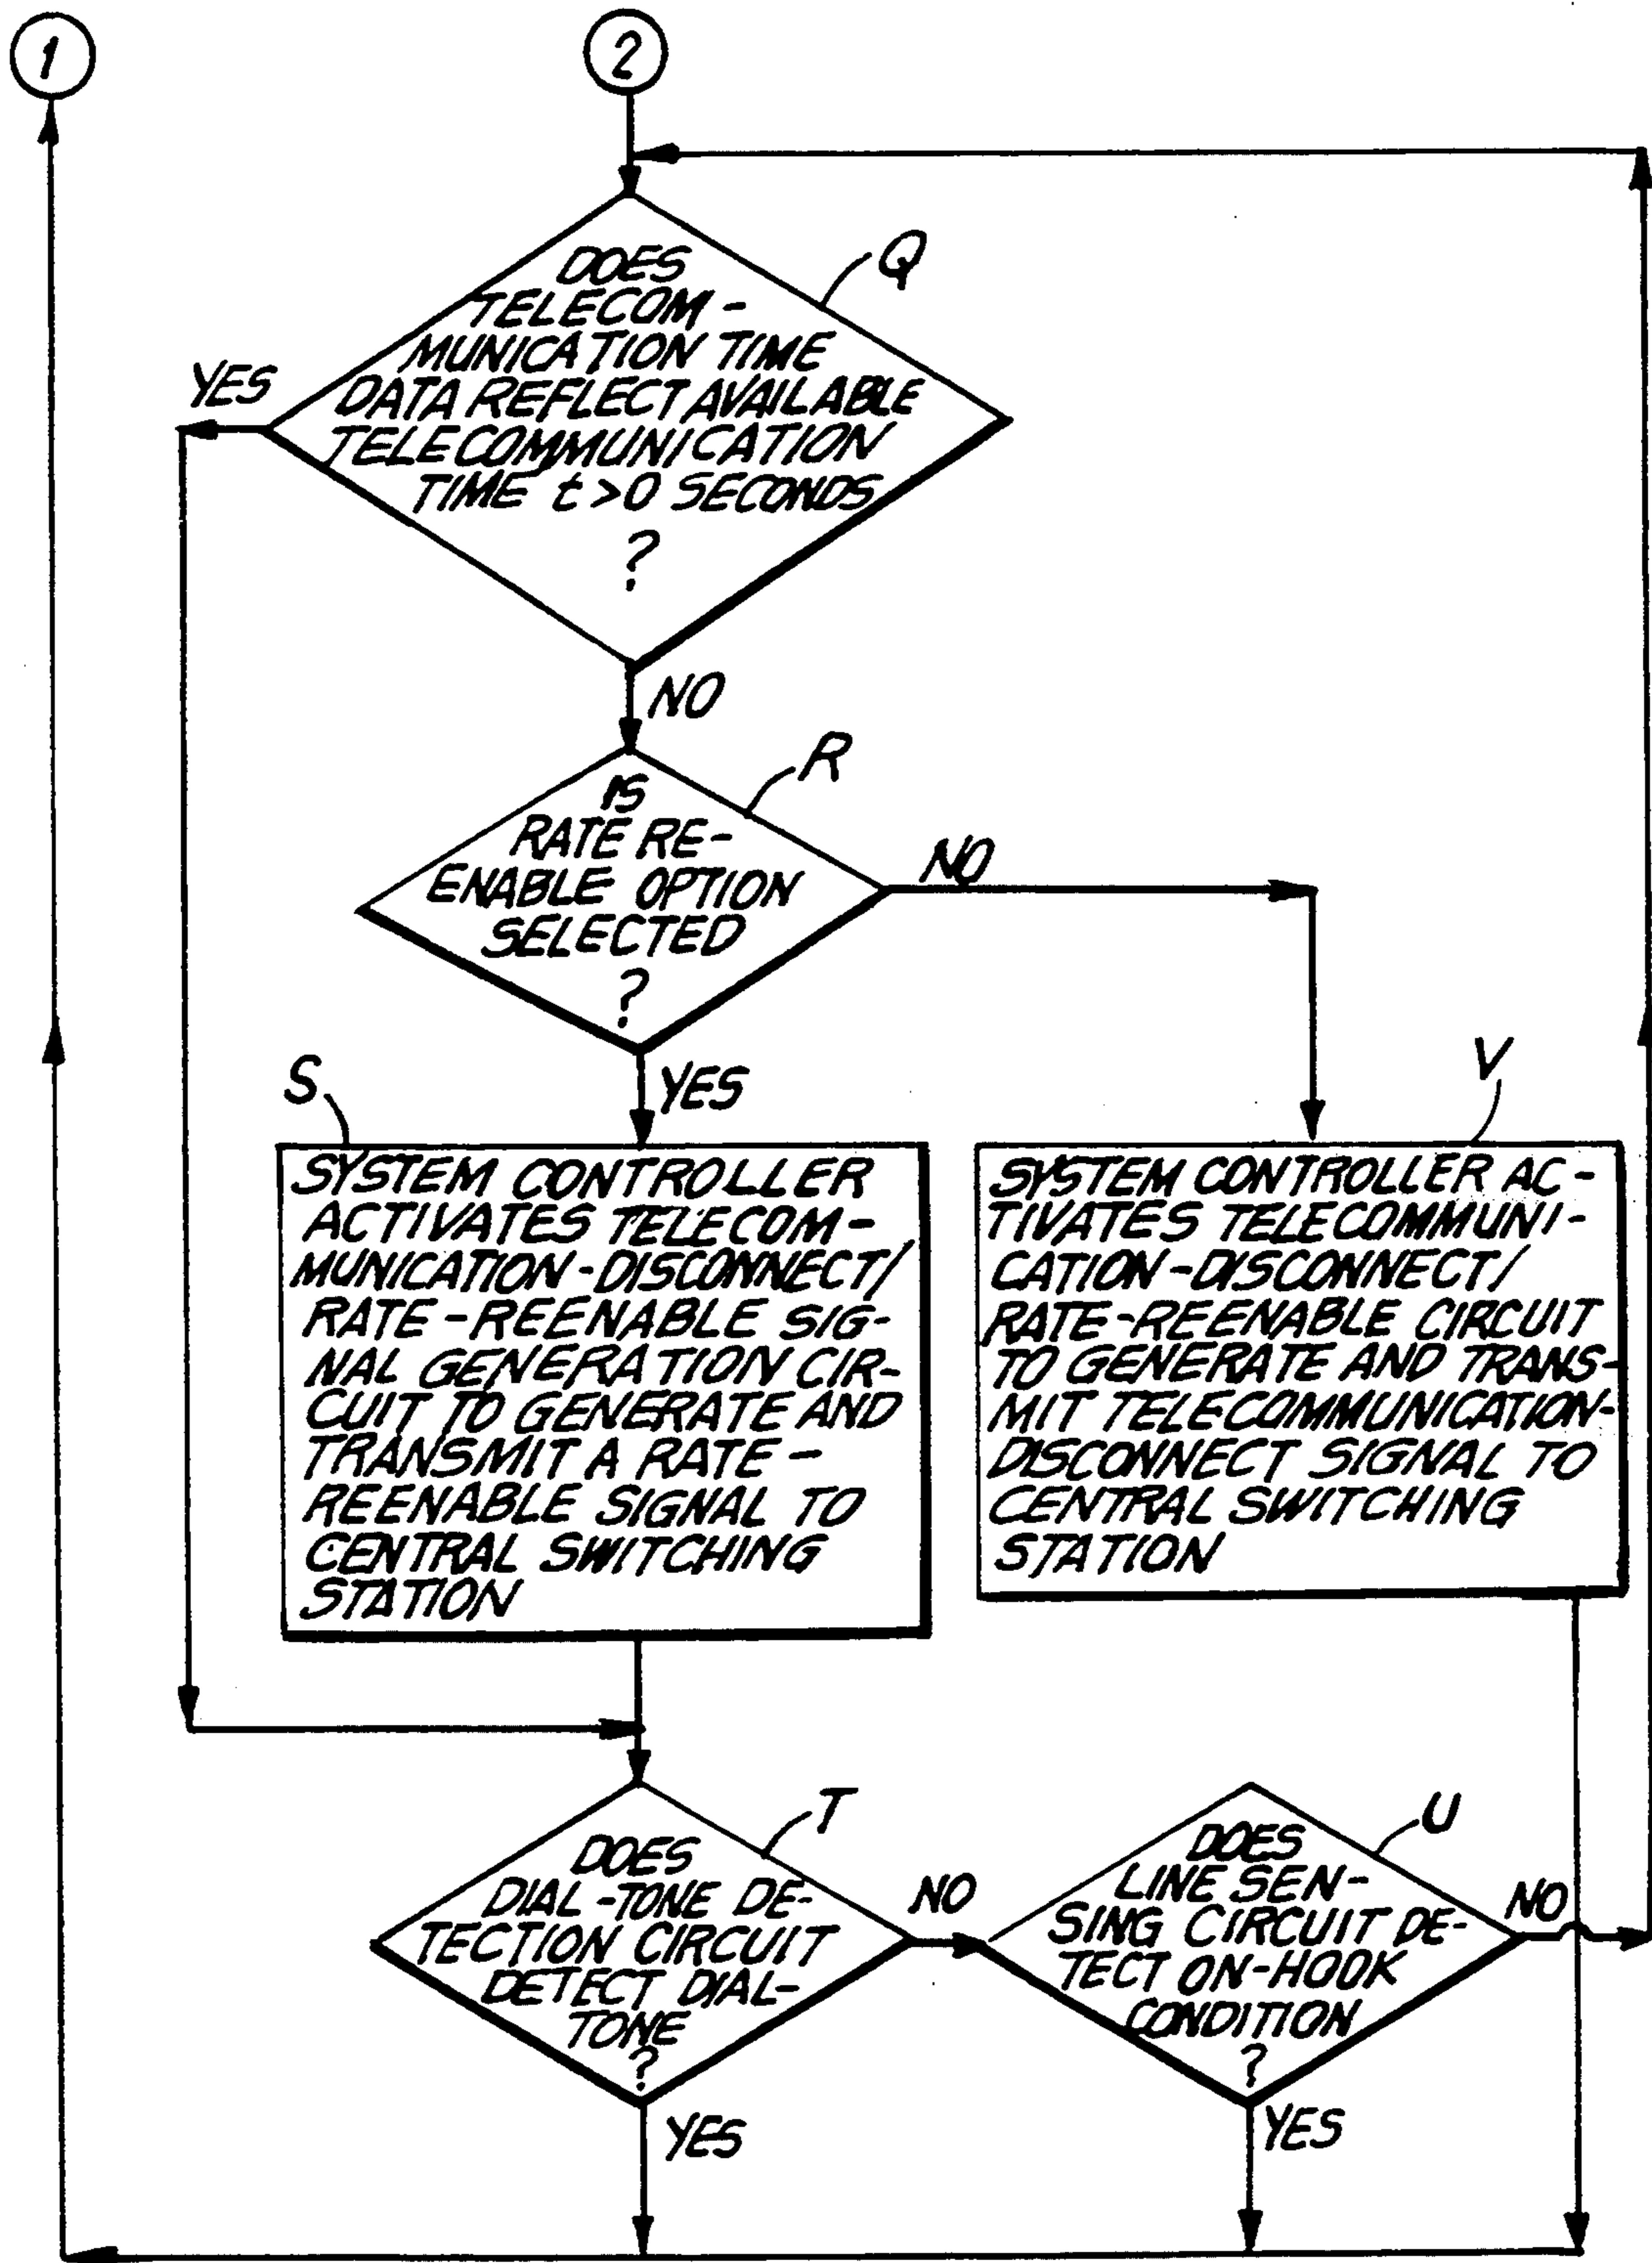 1
2
DOES
TELECOM-
MUNICATION TIME
DATA REFLECT AVAILABLE
TELECOMMUNICATION
TIME t>0 SECONDS
?
Q
YES
NO
IS
RATE RE-
ENABLE OPTION
SELECTED
?
R
NO
YES
S
SYSTEM CONTROLLER
ACTIVATES TELECOM-
MUNICATION-DISCONNECT/
RATE-REENABLE SIG-
NAL GENERATION CIR-
CUIT TO GENERATE AND
TRANSMIT A RATE-
REENABLE SIGNAL TO
CENTRAL SWITCHING
STATION
V
SYSTEM CONTROLLER AC-
TIVATES TELECOMMUNI-
CATION-DISCONNECT/
RATE-REENABLE CIRCUIT
TO GENERATE AND TRANS-
MIT TELECOMMUNICATION-
DISCONNECT SIGNAL TO
CENTRAL SWITCHING
STATION
T
DOES
DIAL-TONE DE-
TECTION CIRCUIT
DETECT DIAL-
TONE
?
NO
YES
U
DOES
LINE SEN-
SING CIRCUIT DE-
TECT ON-HOOK
CONDITION
?
NO
YES